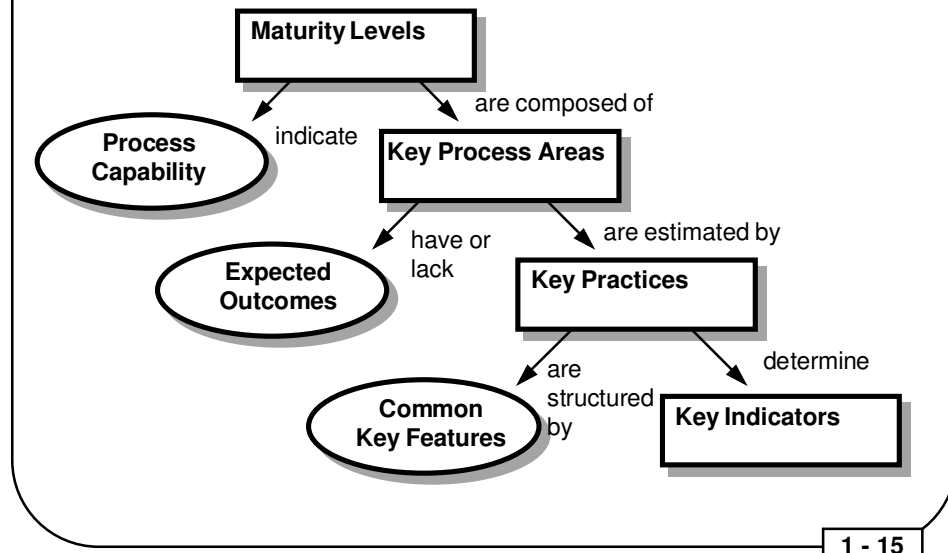 Maturity Levels
are composed of
indicate
Process
Capability
Key Process Areas
have or
lack
are estimated by
Expected
Outcomes
Key Practices
are
structured
by
determine
Common
Key Features
Key Indicators
1 - 15